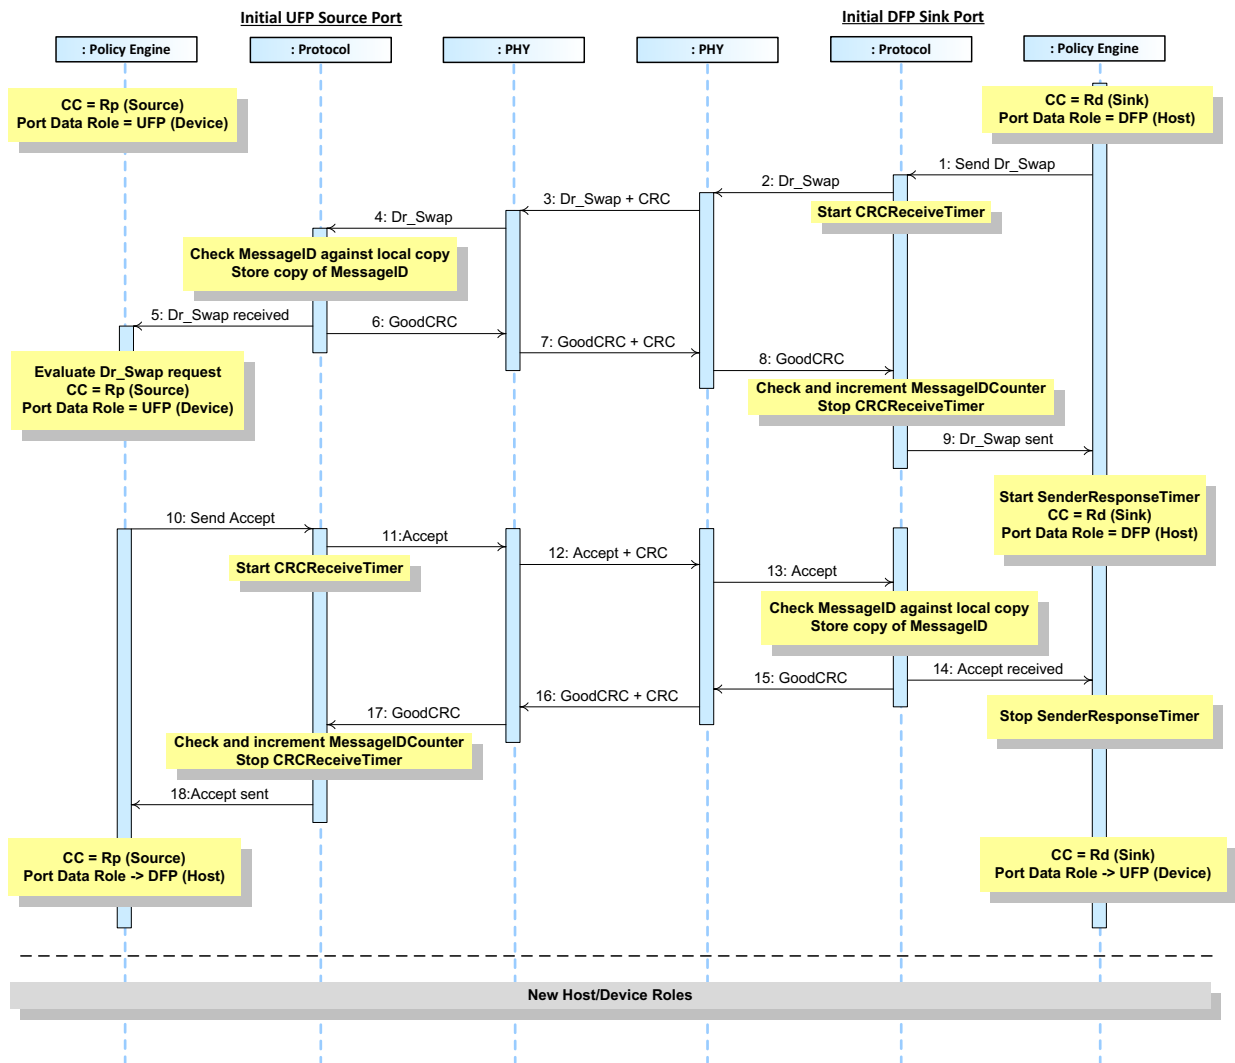 Initial UFP Source Port
Initial DFP Sink Port
: Policy Engine
: Protocol
: PHY
: PHY
: Protocol
: Policy Engine
CC = Rp (Source)
Port Data Role = UFP (Device)
CC = Rd (Sink)
Port Data Role = DFP (Host)
1: Send Dr_Swap
2: Dr_Swap
Start CRCReceiveTimer
3: Dr_Swap + CRC
4: Dr_Swap
Check MessageID against local copy
Store copy of MessageID
5: Dr_Swap received
6: GoodCRC
7: GoodCRC + CRC
8: GoodCRC
Evaluate Dr_Swap request
CC = Rp (Source)
Port Data Role = UFP (Device)
Check and increment MessageIDCounter
Stop CRCReceiveTimer
9: Dr_Swap sent
Start SenderResponseTimer
CC = Rd (Sink)
Port Data Role = DFP (Host)
10: Send Accept
11:Accept
Start CRCReceiveTimer
12: Accept + CRC
13: Accept
Check MessageID against local copy
Store copy of MessageID
14: Accept received
15: GoodCRC
16: GoodCRC + CRC
17: GoodCRC
Stop SenderResponseTimer
Check and increment MessageIDCounter
Stop CRCReceiveTimer
18:Accept sent
CC = Rp (Source)
Port Data Role -> DFP (Host)
CC = Rd (Sink)
Port Data Role -> UFP (Device)
New Host/Device Roles